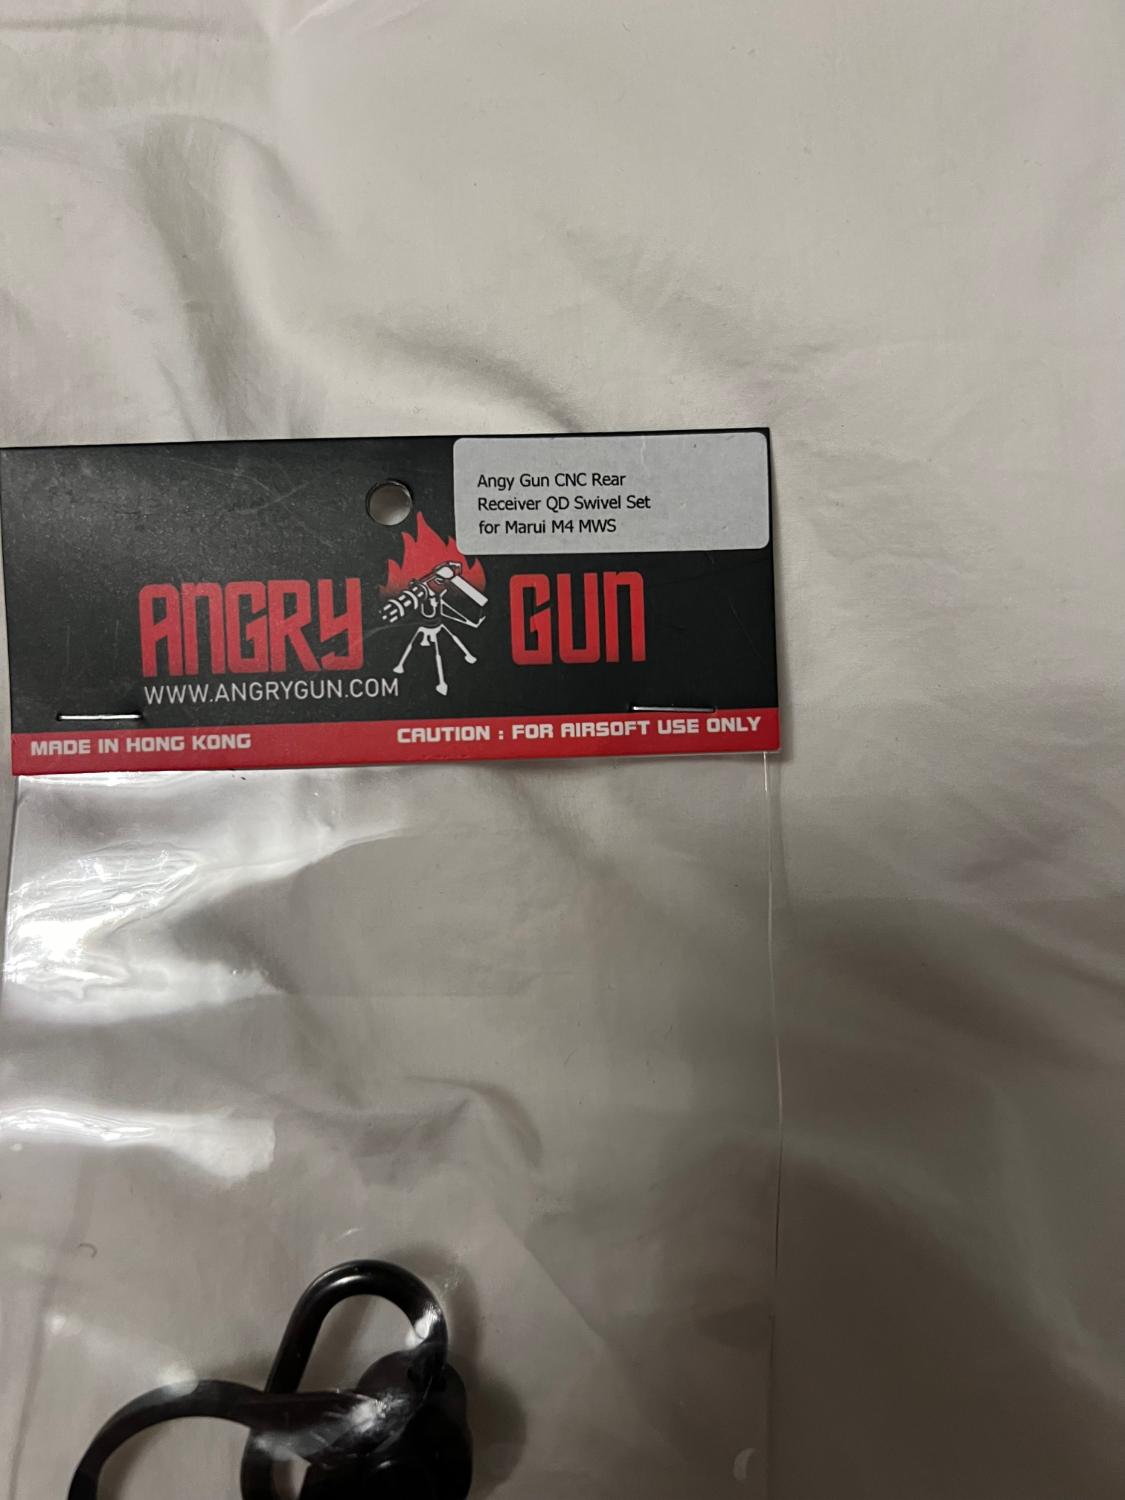 Angy Gun CNC Rear
Receiver QD Swivel Set
for Marui M4 MWS
ANGRY GUN
WWW.ANGRYGUN.COM
MADE IN HONG KONG
CAUTION : FOR AIRSOFT USE ONLY